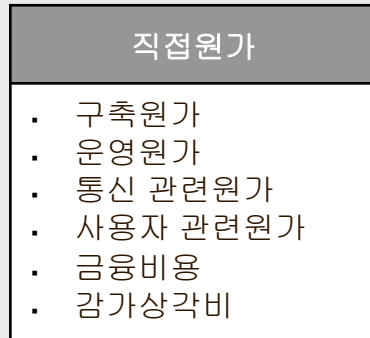 직접원가
. 구축원가
. 운영원가
. 통신 관련원가
. 사용자 관련원가
. 금융비용
. 감가상각비